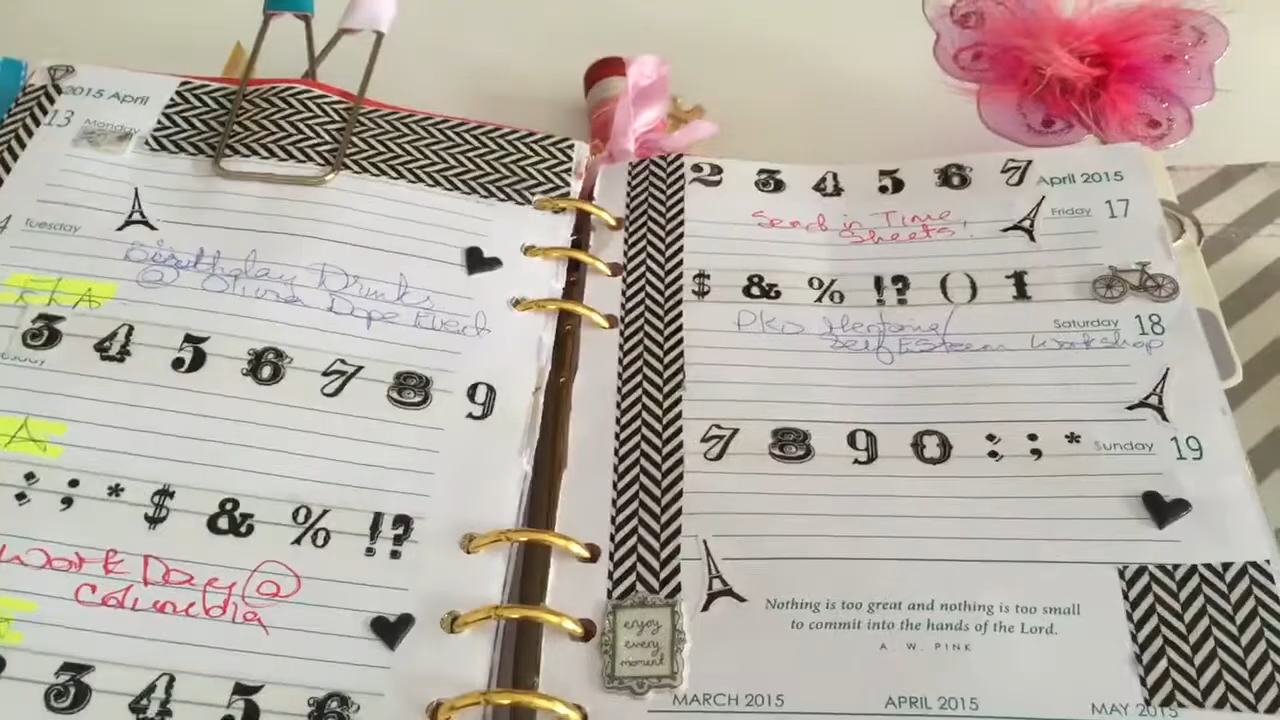 2015 April
13 Monday
Tuesday
Birthday Drinks
@ Olivia Pope Event
3 4 5 6 7 8 9
: ; * $ & % !?
Work Day @
Columbia
3 4 5 6
2 3 4 5 6 7
April 2015
Friday 17
Send in Time
Sheets!
$ & % !? () 1
Saturday 18
Self Esteem Workshop
7 8 9 0 : ; *
Sunday 19
enjoy
every
moment
Nothing is too great and nothing is too small
to commit into the hands of the Lord.
A. W. PINK
MARCH 2015
APRIL 2015
MAY 2015